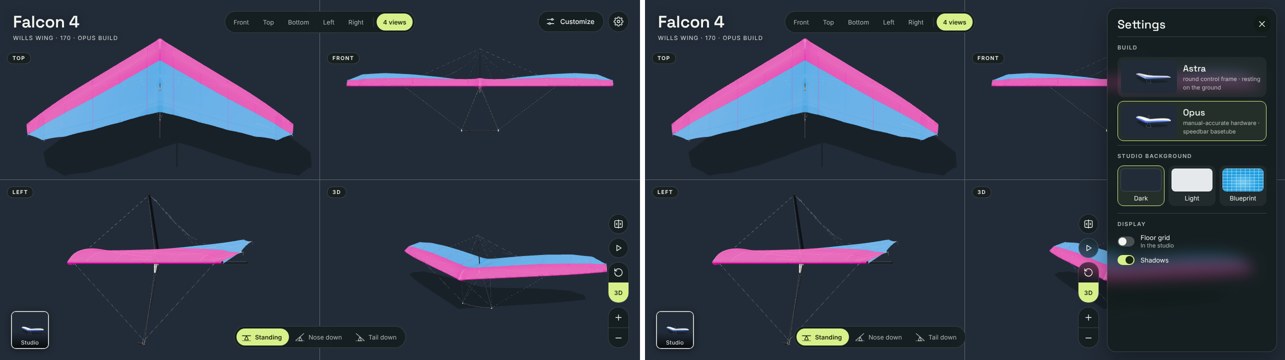 Falcon 4
WILLS WING · 170 · OPUS BUILD
Front Top Bottom Left Right 4 views
Customize
TOP
FRONT
LEFT
3D
3D
Studio
Standing Nose down Tail down
Falcon 4
WILLS WING · 170 · OPUS BUILD
Front Top Bottom Left Right 4 views
TOP
FRONT
LEFT
3D
3D
Studio
Standing Nose down Tail down
Settings
BUILD
Astra
round control frame · resting
on the ground
Opus
manual-accurate hardware ·
speedbar basetube
STUDIO BACKGROUND
Dark Light Blueprint
DISPLAY
Floor grid
In the studio
Shadows